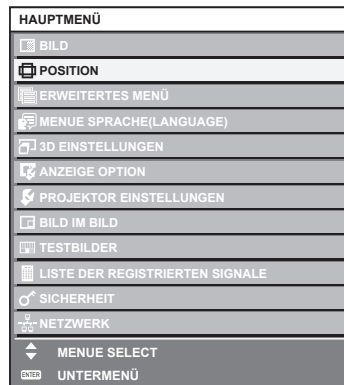 HAUPTMENÜ
BILD
POSITION
ERWEITERTES MENÜ
MENUE SPRACHE(LANGUAGE)
3D EINSTELLUNGEN
ANZEIGE OPTION
PROJEKTOR EINSTELLUNGEN
BILD IM BILD
TESTBILDER
LISTE DER REGISTRIERTEN SIGNALE
SICHERHEIT
NETZWERK
MENUE SELECT
ENTER UNTERMENÜ